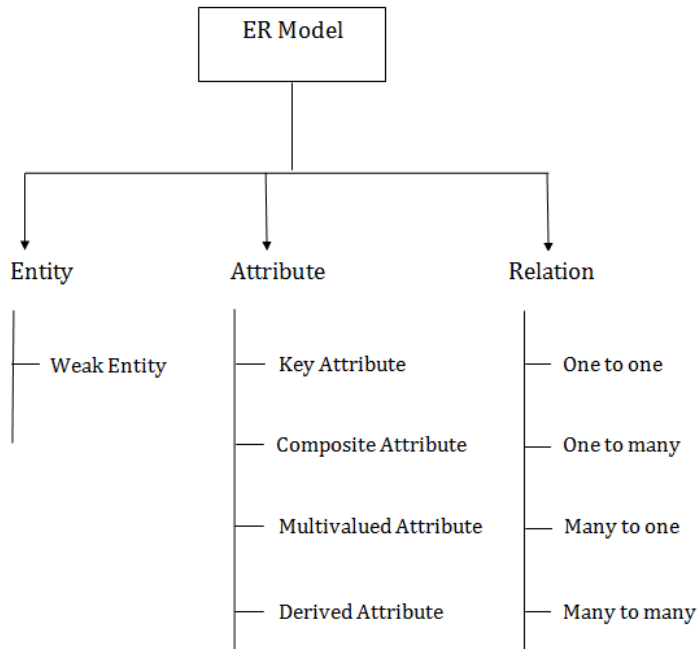 ER Model
Entity
Attribute
Relation
Weak Entity
Key Attribute
One to one
Composite Attribute
One to many
Multivalued Attribute
Many to one
Derived Attribute
Many to many